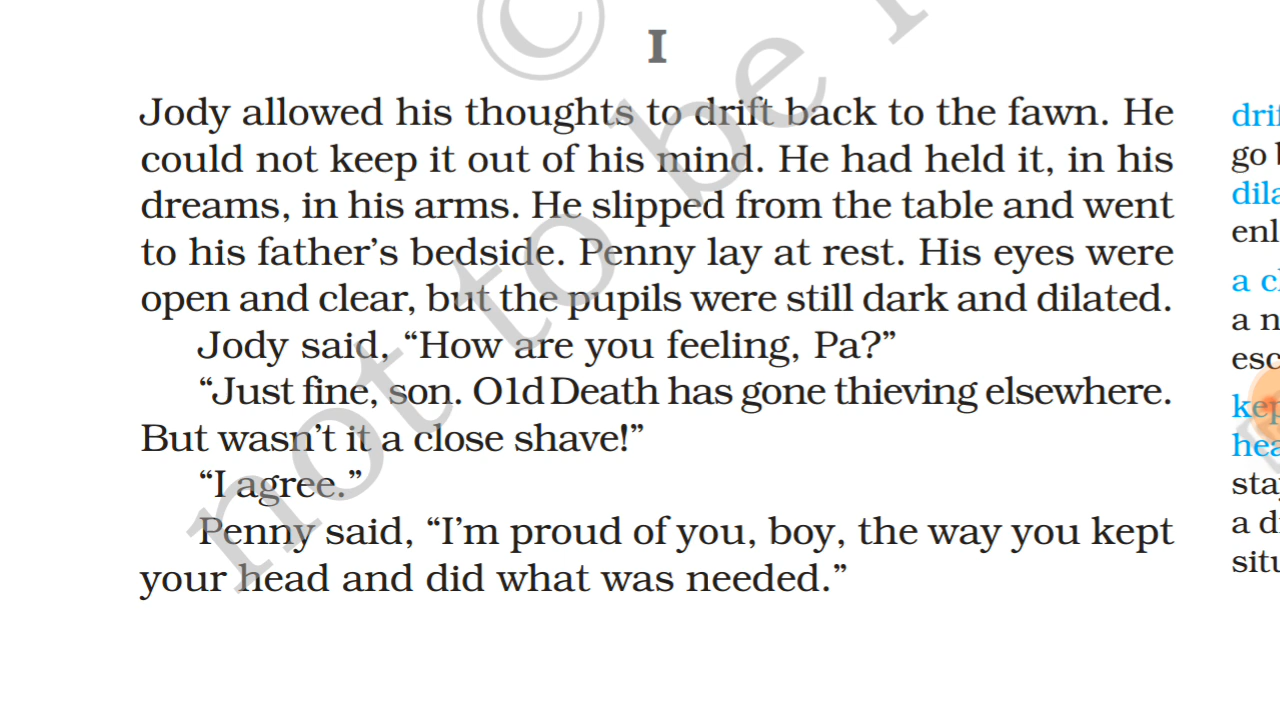 I
Jody allowed his thoughts to drift back to the fawn. He
could not keep it out of his mind. He had held it, in his
dreams, in his arms. He slipped from the table and went
to his father’s bedside. Penny lay at rest. His eyes were
open and clear, but the pupils were still dark and dilated.
Jody said, “How are you feeling, Pa?”
“Just fine, son. O1d Death has gone thieving elsewhere.
But wasn’t it a close shave!”
“I agree.”
Penny said, “I’m proud of you, boy, the way you kept
your head and did what was needed.”
go
a
a n
a
©
not to be